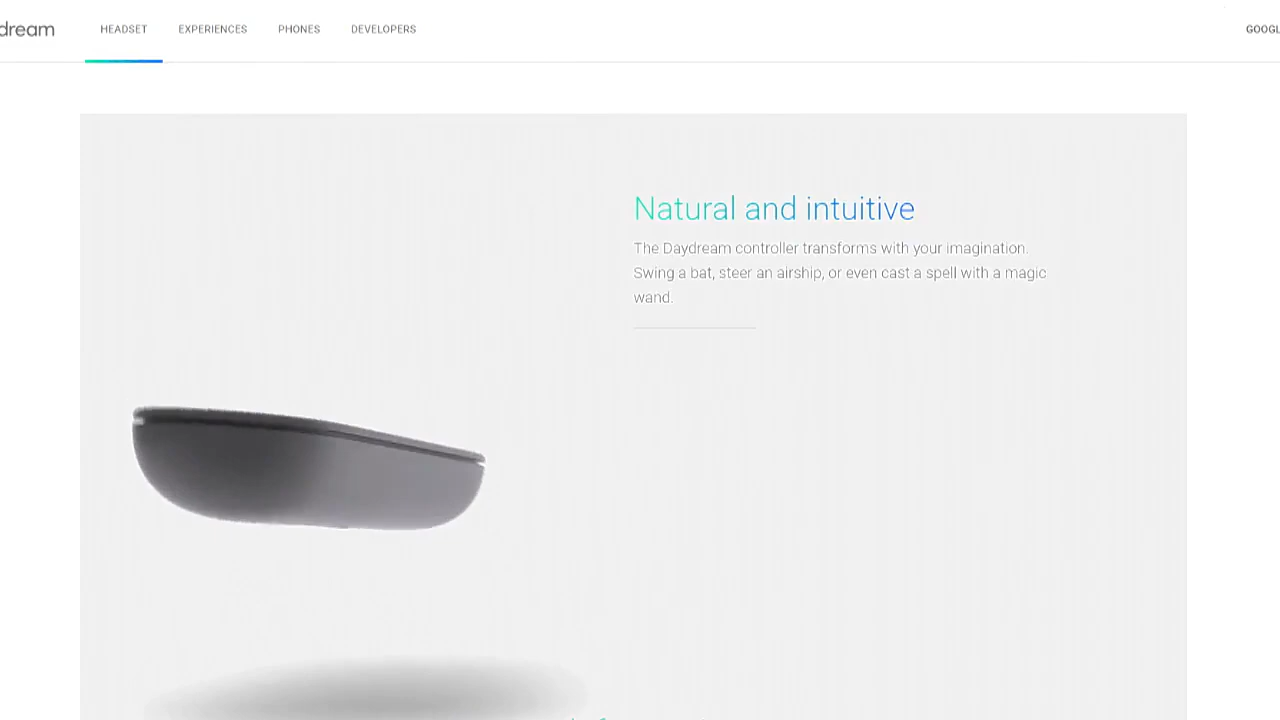 dream HEADSET EXPERIENCES PHONES DEVELOPERS GOOGL
Natural and intuitive
The Daydream controller transforms with your imagination.
Swing a bat, steer an airship, or even cast a spell with a magic
wand.